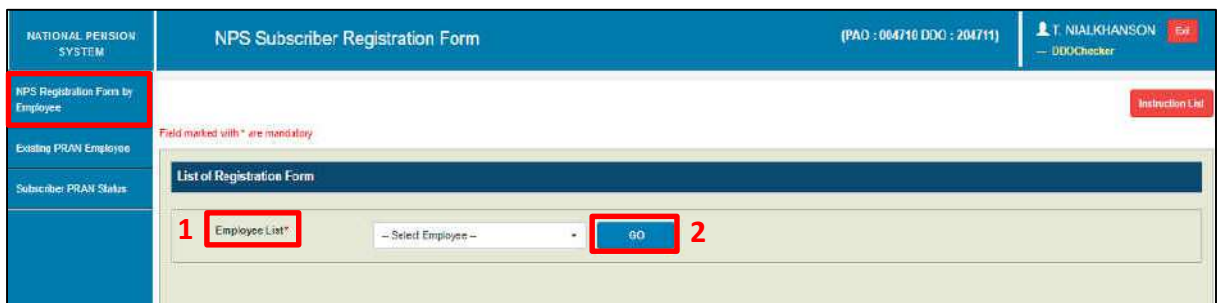 NATIONAL PENSION
SYSTEM
NPS Subscriber Registration Form
(PAO : 004710 DDO : 204711)
T. NIALKHANSON
Exit
— DDOChecker
NPS Registration Form by
Employee
Instruction List
Field marked with * are mandatory
Existing PRAN Employee
List of Registration Form
Subscriber PRAN Status
1
Employee List*
-- Select Employee --
GO
2